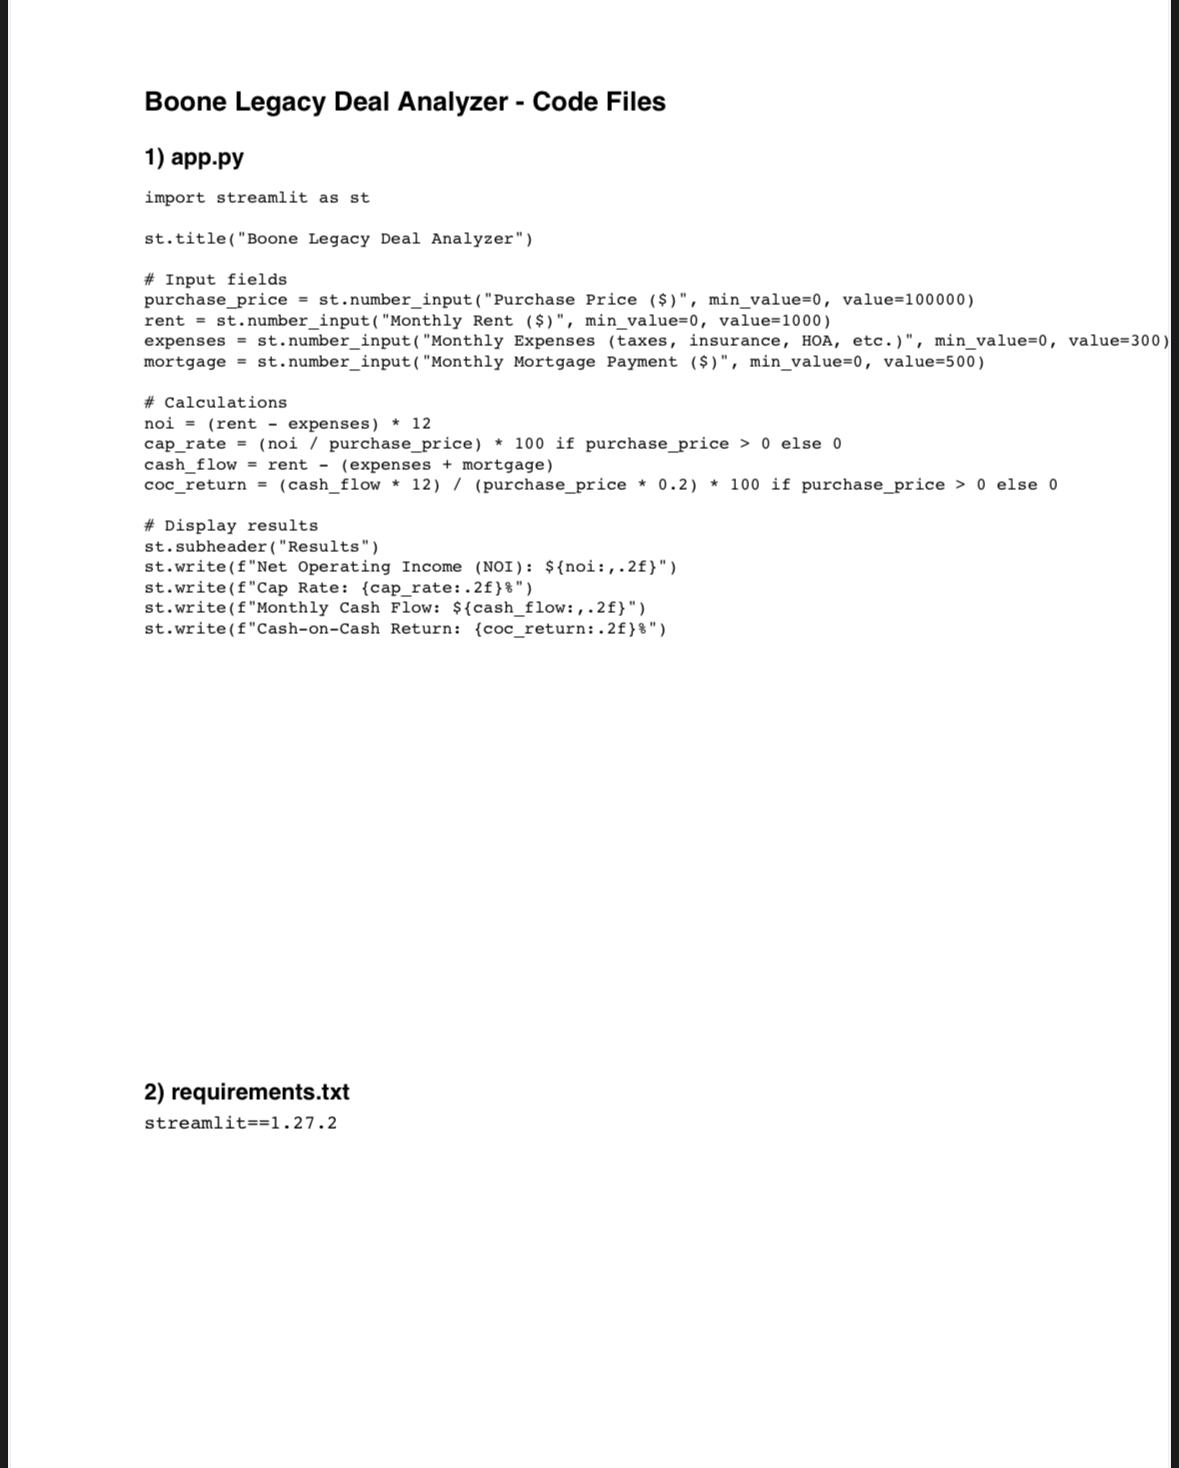 Boone Legacy Deal Analyzer - Code Files
1) app.py
import streamlit as st
st.title("Boone Legacy Deal Analyzer")
# Input fields
purchase_price = st.number_input("Purchase Price ($)", min_value=0, value=100000)
rent = st.number_input("Monthly Rent ($)", min_value=0, value=1000)
expenses = st.number_input("Monthly Expenses (taxes, insurance, HOA, etc.)", min_value=0, value=300)
mortgage = st.number_input("Monthly Mortgage Payment ($)", min_value=0, value=500)
# Calculations
noi = (rent - expenses) * 12
cap_rate = (noi / purchase_price) * 100 if purchase_price > 0 else 0
cash_flow = rent - (expenses + mortgage)
coc_return = (cash_flow * 12) / (purchase_price * 0.2) * 100 if purchase_price > 0 else 0
# Display results
st.subheader("Results")
st.write(f"Net Operating Income (NOI): ${noi:,.2f}")
st.write(f"Cap Rate: {cap_rate:.2f}%")
st.write(f"Monthly Cash Flow: ${cash_flow:,.2f}")
st.write(f"Cash-on-Cash Return: {coc_return:.2f}%")
2) requirements.txt
streamlit==1.27.2